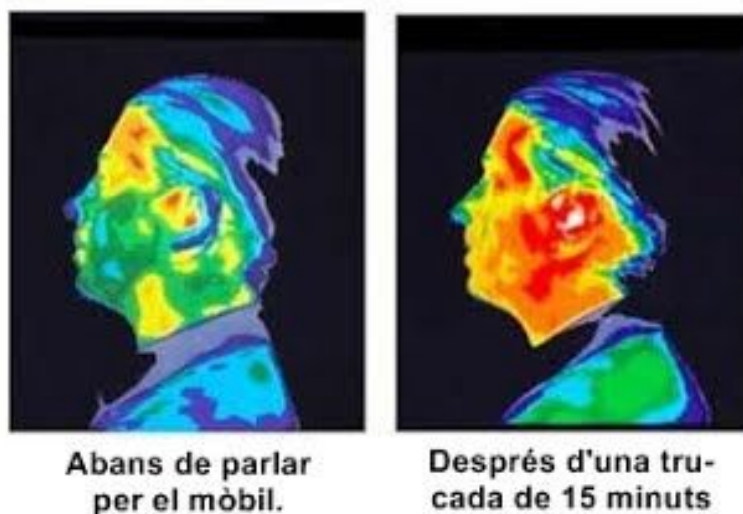 Abans de parlar
per el mòbil.
Després d'una tru-
cada de 15 minuts